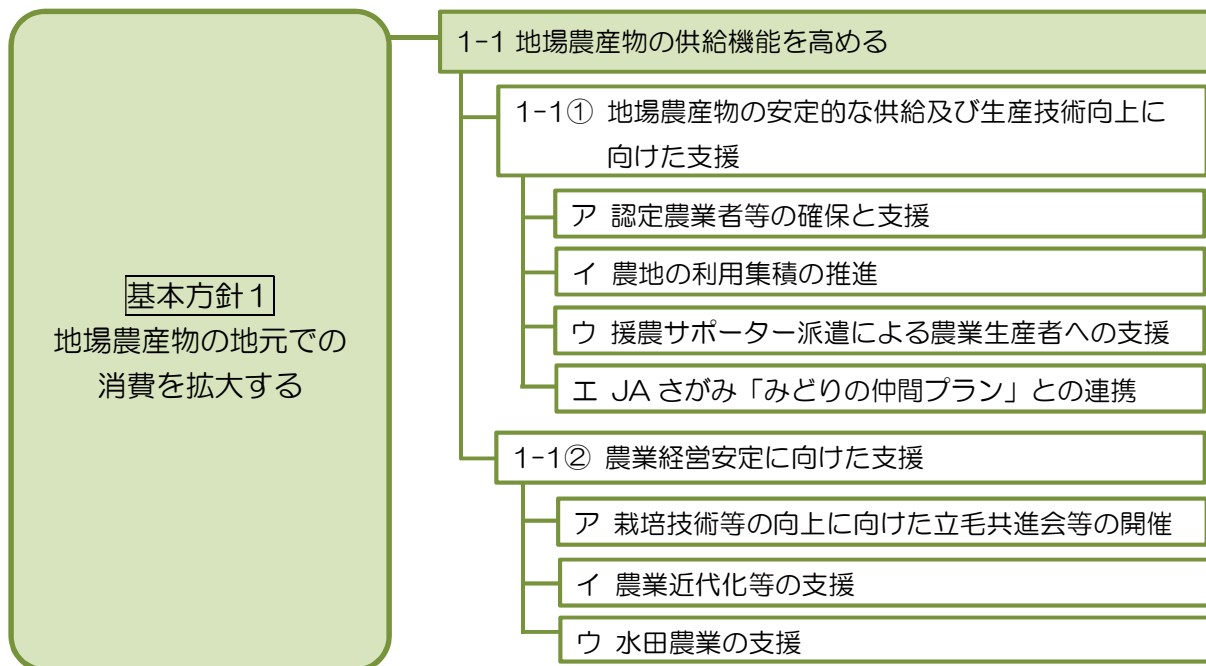 基本方針1
地場農産物の地元での
消費を拡大する
1-1 地場農産物の供給機能を高める
1-1① 地場農産物の安定的な供給及び生産技術向上に
向けた支援
ア 認定農業者等の確保と支援
イ 農地の利用集積の推進
ウ 援農サポーター派遣による農業生産者への支援
エ JAさがみ「みどりの仲間プラン」との連携
1-1② 農業経営安定に向けた支援
ア 栽培技術等の向上に向けた立毛共進会等の開催
イ 農業近代化等の支援
ウ 水田農業の支援